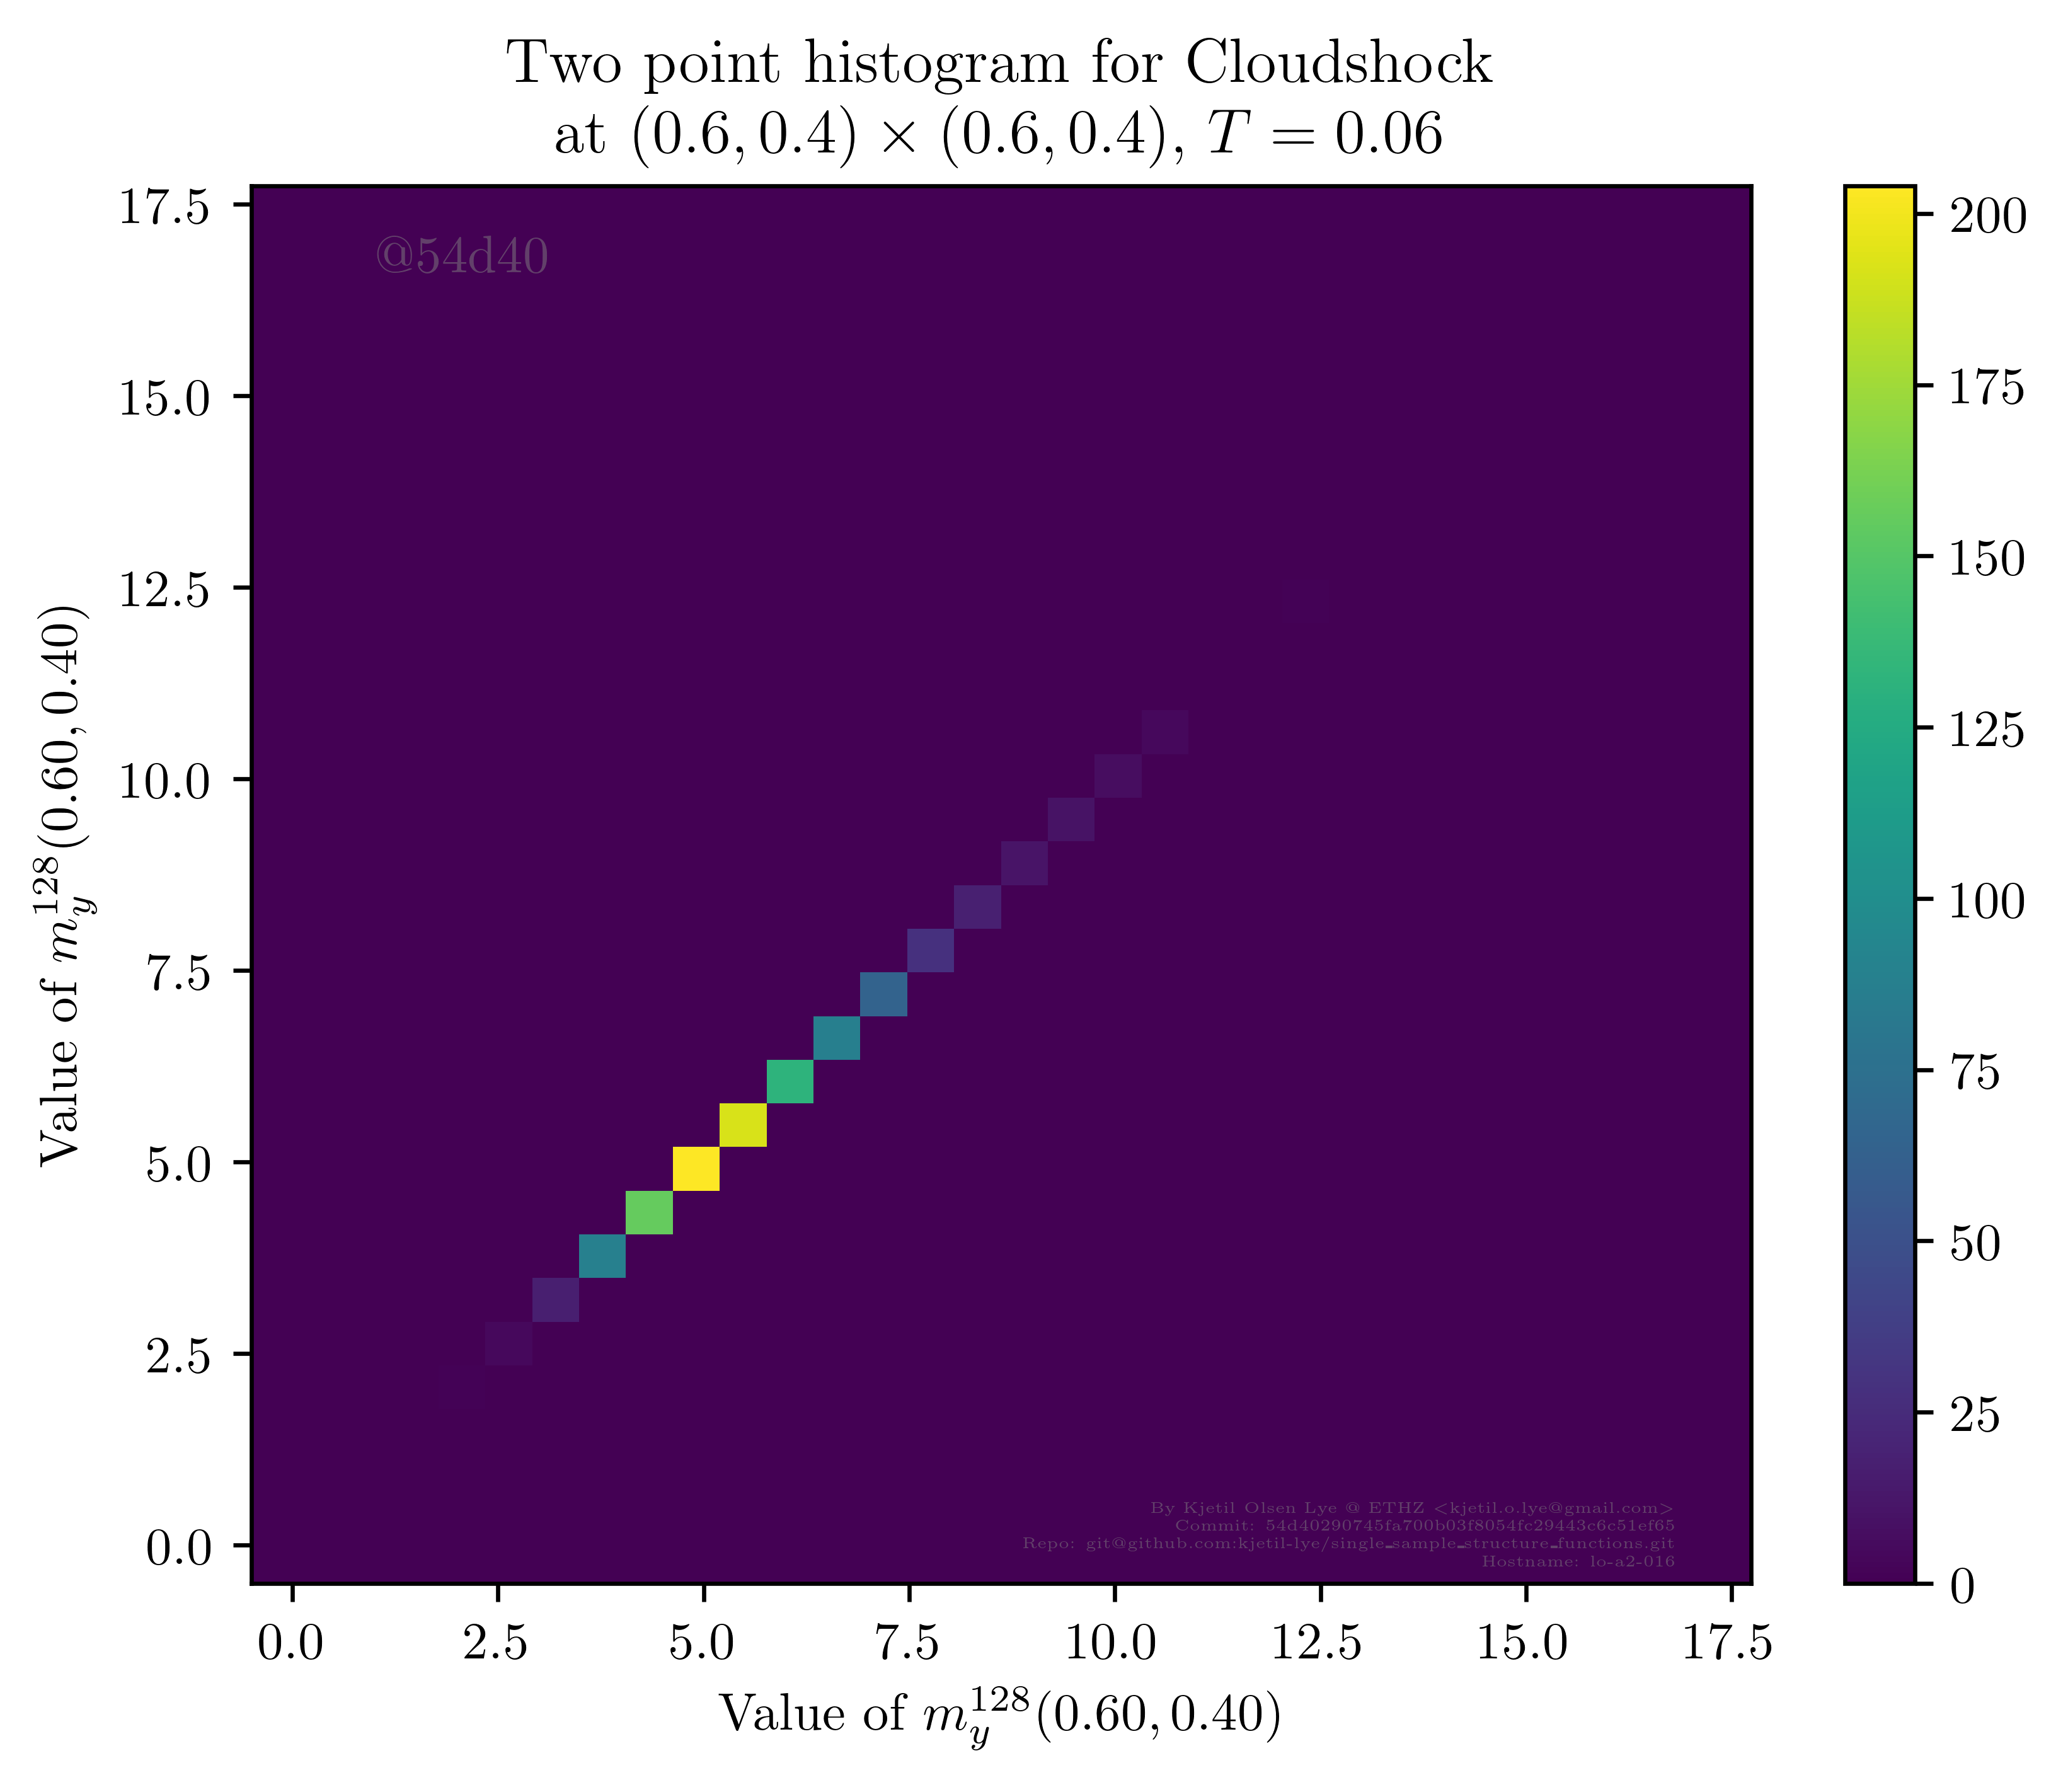 Two point histogram for Cloudshock
at (0.6, 0.4) × (0.6, 0.4), T = 0.06
17.5
15.0
12.5
10.0
7.5
5.0
2.5
0.0
Value of m_y^{128}(0.60, 0.40)
@54d40
By Kjetil Olsen Lye @ ETHZ <kjetil.o.lye@gmail.com>
Commit: 54d40290745fa700b03f8054fc29443c6c51ef65
Repo: git@github.com:kjetil-lye/single_sample_structure_functions.git
Hostname: lo-a2-016
0.0 2.5 5.0 7.5 10.0 12.5 15.0 17.5
Value of m_y^{128}(0.60, 0.40)
200
175
150
125
100
75
50
25
0